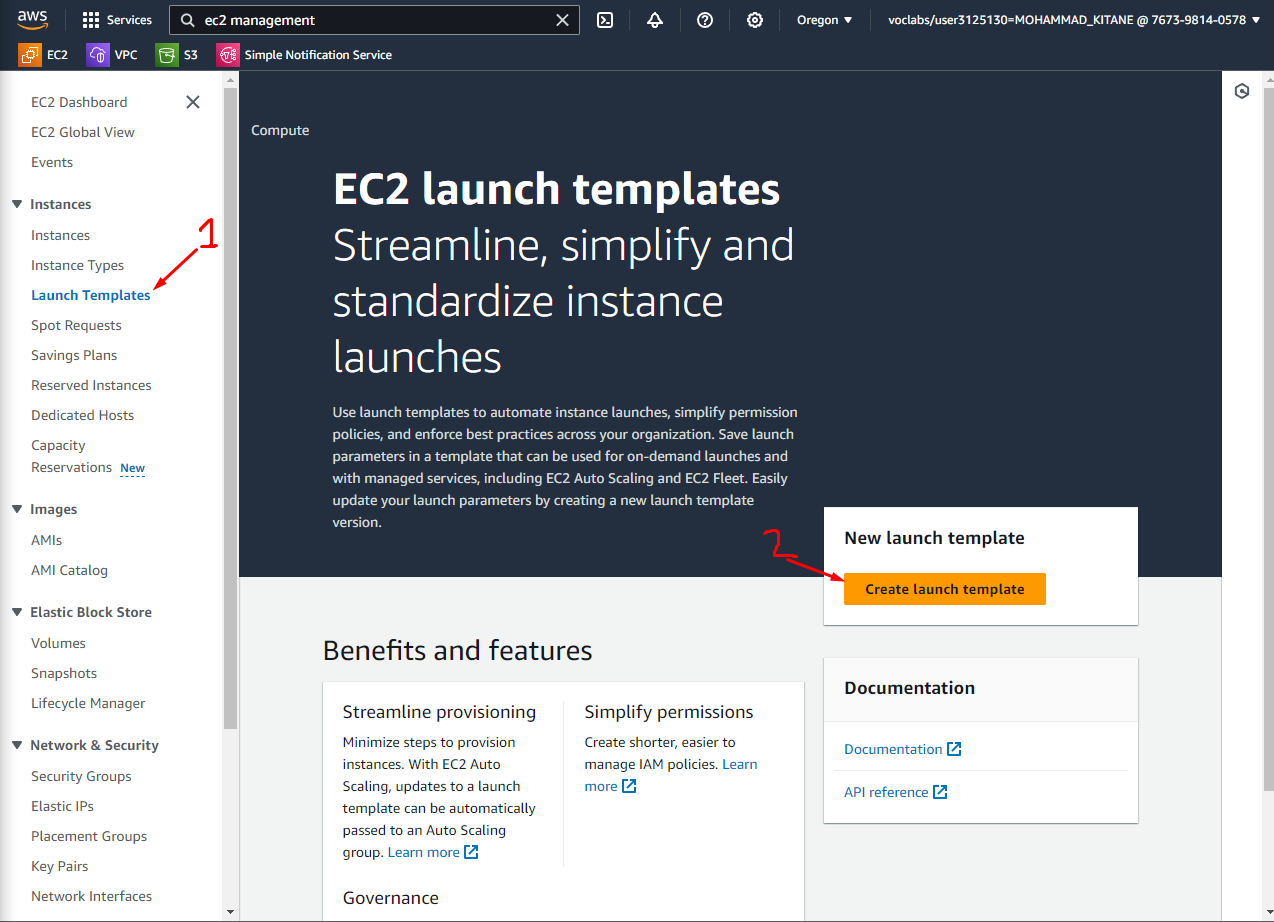 aws
Services
ec2 management
Oregon
voclabs/user3125130=MOHAMMAD_KITANE @ 7673-9814-0578
EC2
VPC
S3
Simple Notification Service
EC2 Dashboard
EC2 Global View
Events
Instances
Instances
Instance Types
Launch Templates
Spot Requests
Savings Plans
Reserved Instances
Dedicated Hosts
Capacity
Reservations New
Images
AMIs
AMI Catalog
Elastic Block Store
Volumes
Snapshots
Lifecycle Manager
Network & Security
Security Groups
Elastic IPs
Placement Groups
Key Pairs
Network Interfaces
1
Compute
EC2 launch templates
Streamline, simplify and
standardize instance
launches
Use launch templates to automate instance launches, simplify permission
policies, and enforce best practices across your organization. Save launch
parameters in a template that can be used for on-demand launches and
with managed services, including EC2 Auto Scaling and EC2 Fleet. Easily
update your launch parameters by creating a new launch template
version.
2
New launch template
Create launch template
Benefits and features
Streamline provisioning
Minimize steps to provision
instances. With EC2 Auto
Scaling, updates to a launch
template can be automatically
passed to an Auto Scaling
group. Learn more
Simplify permissions
Create shorter, easier to
manage IAM policies. Learn
more
Governance
Documentation
Documentation
API reference